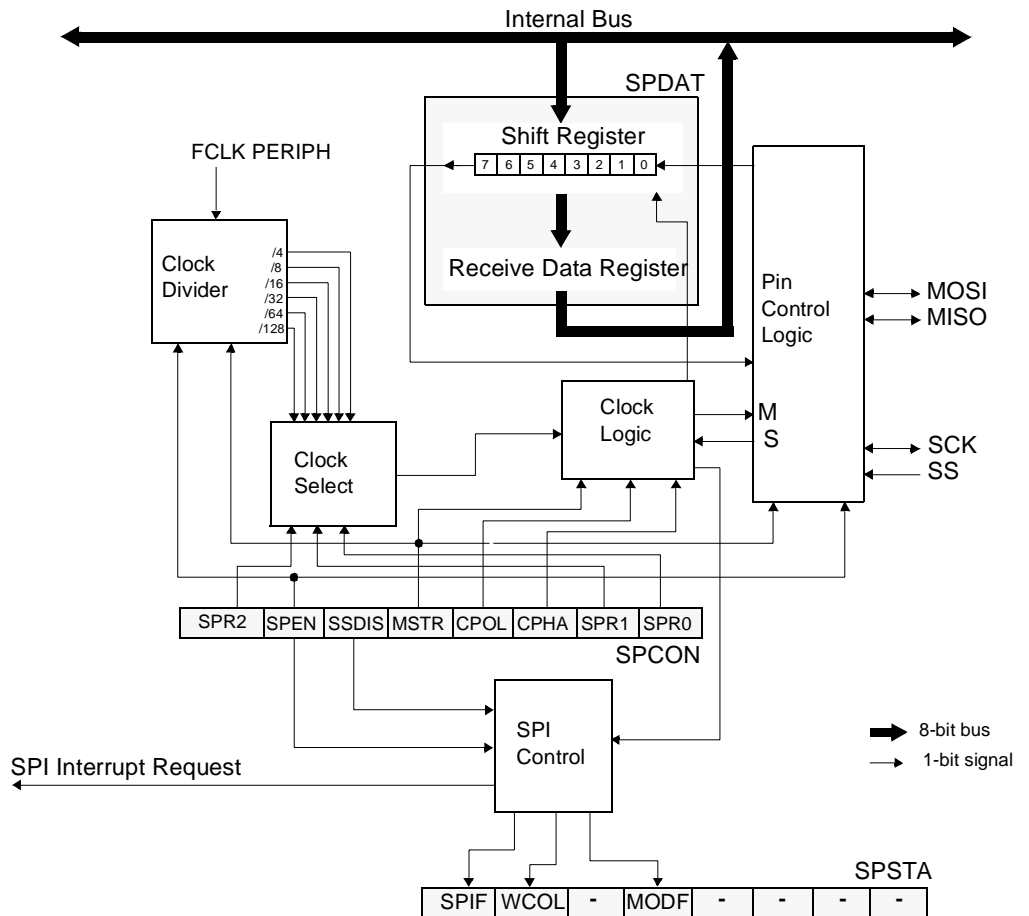 Internal Bus
SPDAT
Shift Register
7 6 5 4 3 2 1 0
FCLK PERIPH
Clock
Divider
/4
/8
/16
/32
/64
/128
Receive Data Register
Pin
Control
Logic
MOSI
MISO
Clock
Logic
M
S
SCK
SS
Clock
Select
SPR2 SPEN SSDIS MSTR CPOL CPHA SPR1 SPR0
SPCON
SPI
Control
8-bit bus
1-bit signal
SPI Interrupt Request
SPSTA
SPIF WCOL - MODF - - - -